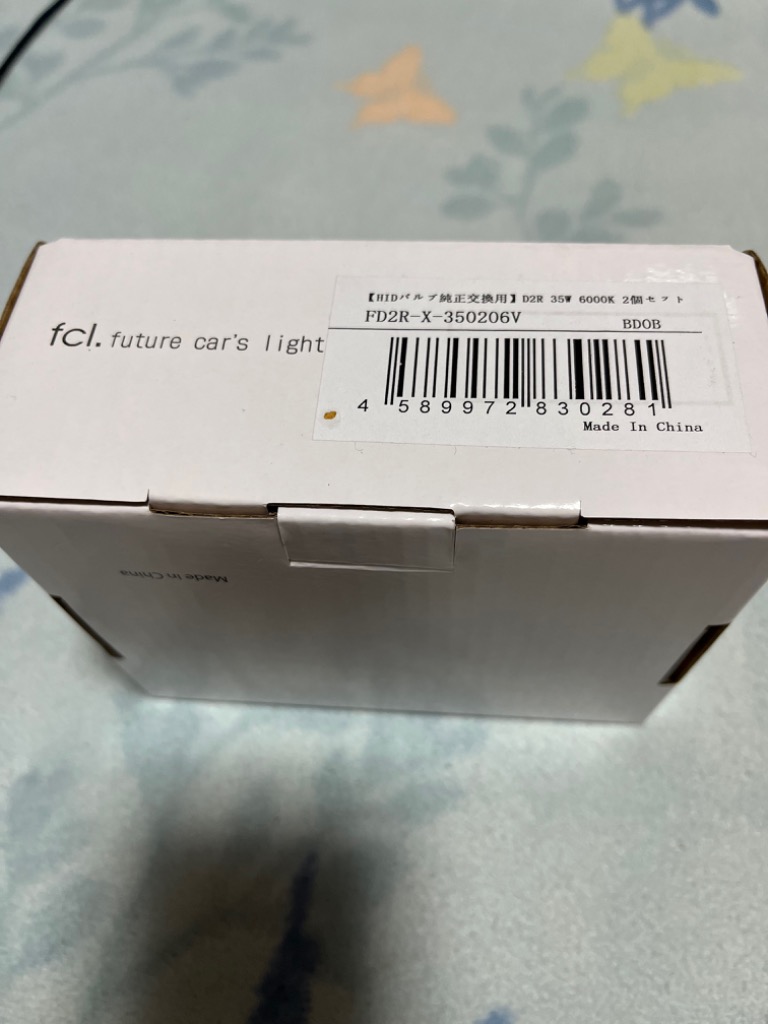 【HIDバルブ純正交換用】D2R 35W 6000K 2個セット
FD2R-X-350206V
BDOB
fcl. future car's light
4 589972 830281
Made In China
Made in China